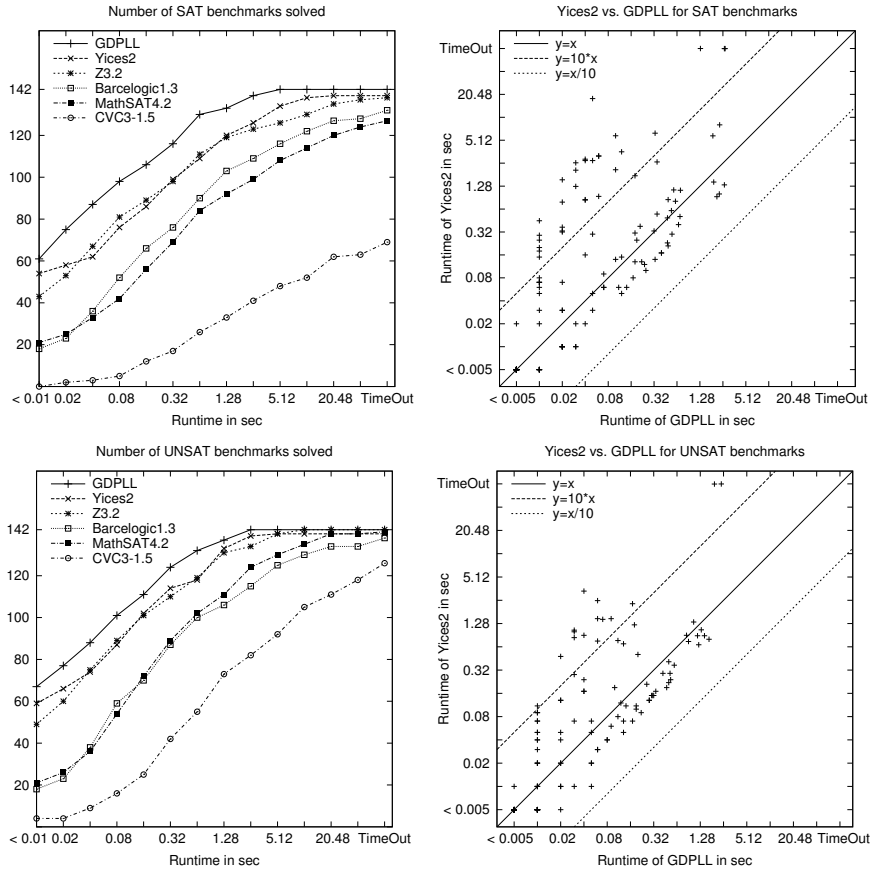 Number of SAT benchmarks solved
GDPLL
Yices2
Z3.2
Barcelogic1.3
MathSAT4.2
CVC3-1.5
142
120
100
80
60
40
20
< 0.01 0.02 0.08 0.32 1.28 5.12 20.48 TimeOut
Runtime in sec
Yices2 vs. GDPLL for SAT benchmarks
y=x
y=10*x
y=x/10
Runtime of Yices2 in sec
TimeOut
20.48
5.12
1.28
0.32
0.08
0.02
< 0.005
< 0.005 0.02 0.08 0.32 1.28 20.48 TimeOut
Runtime of GDPLL in sec
Number of UNSAT benchmarks solved
GDPLL
Yices2
Z3.2
Barcelogic1.3
MathSAT4.2
CVC3-1.5
142
120
100
80
60
40
20
< 0.01 0.02 0.08 0.32 1.28 5.12 20.48 TimeOut
Runtime in sec
Yices2 vs. GDPLL for UNSAT benchmarks
y=x
y=10*x
y=x/10
Runtime of Yices2 in sec
TimeOut
20.48
5.12
1.28
0.32
0.08
0.02
< 0.005
< 0.005 0.02 0.08 0.32 1.28 20.48 TimeOut
Runtime of GDPLL in sec